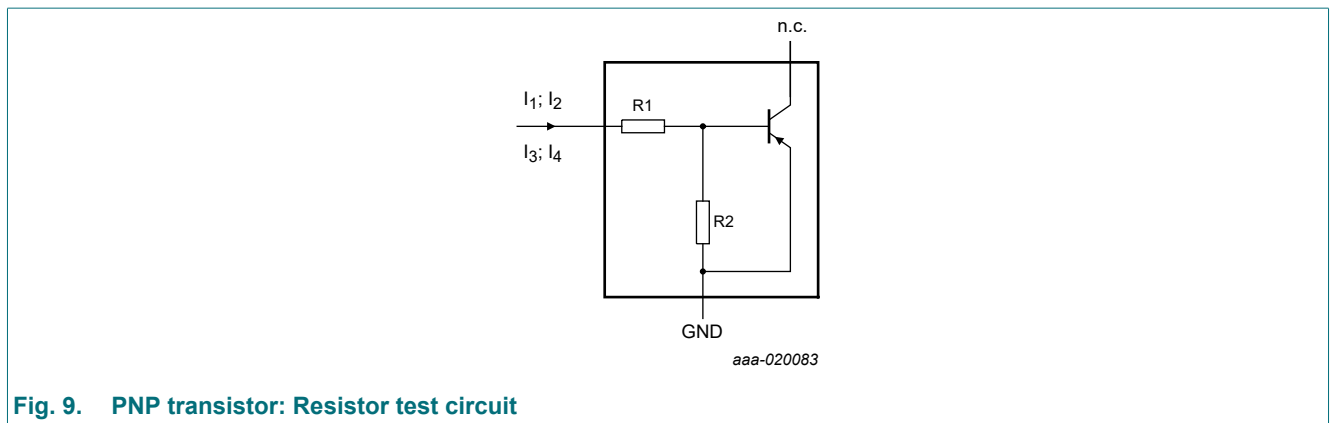 n.c.
I1; I2
R1
I3; I4
R2
GND
aaa-020083
Fig. 9. PNP transistor: Resistor test circuit